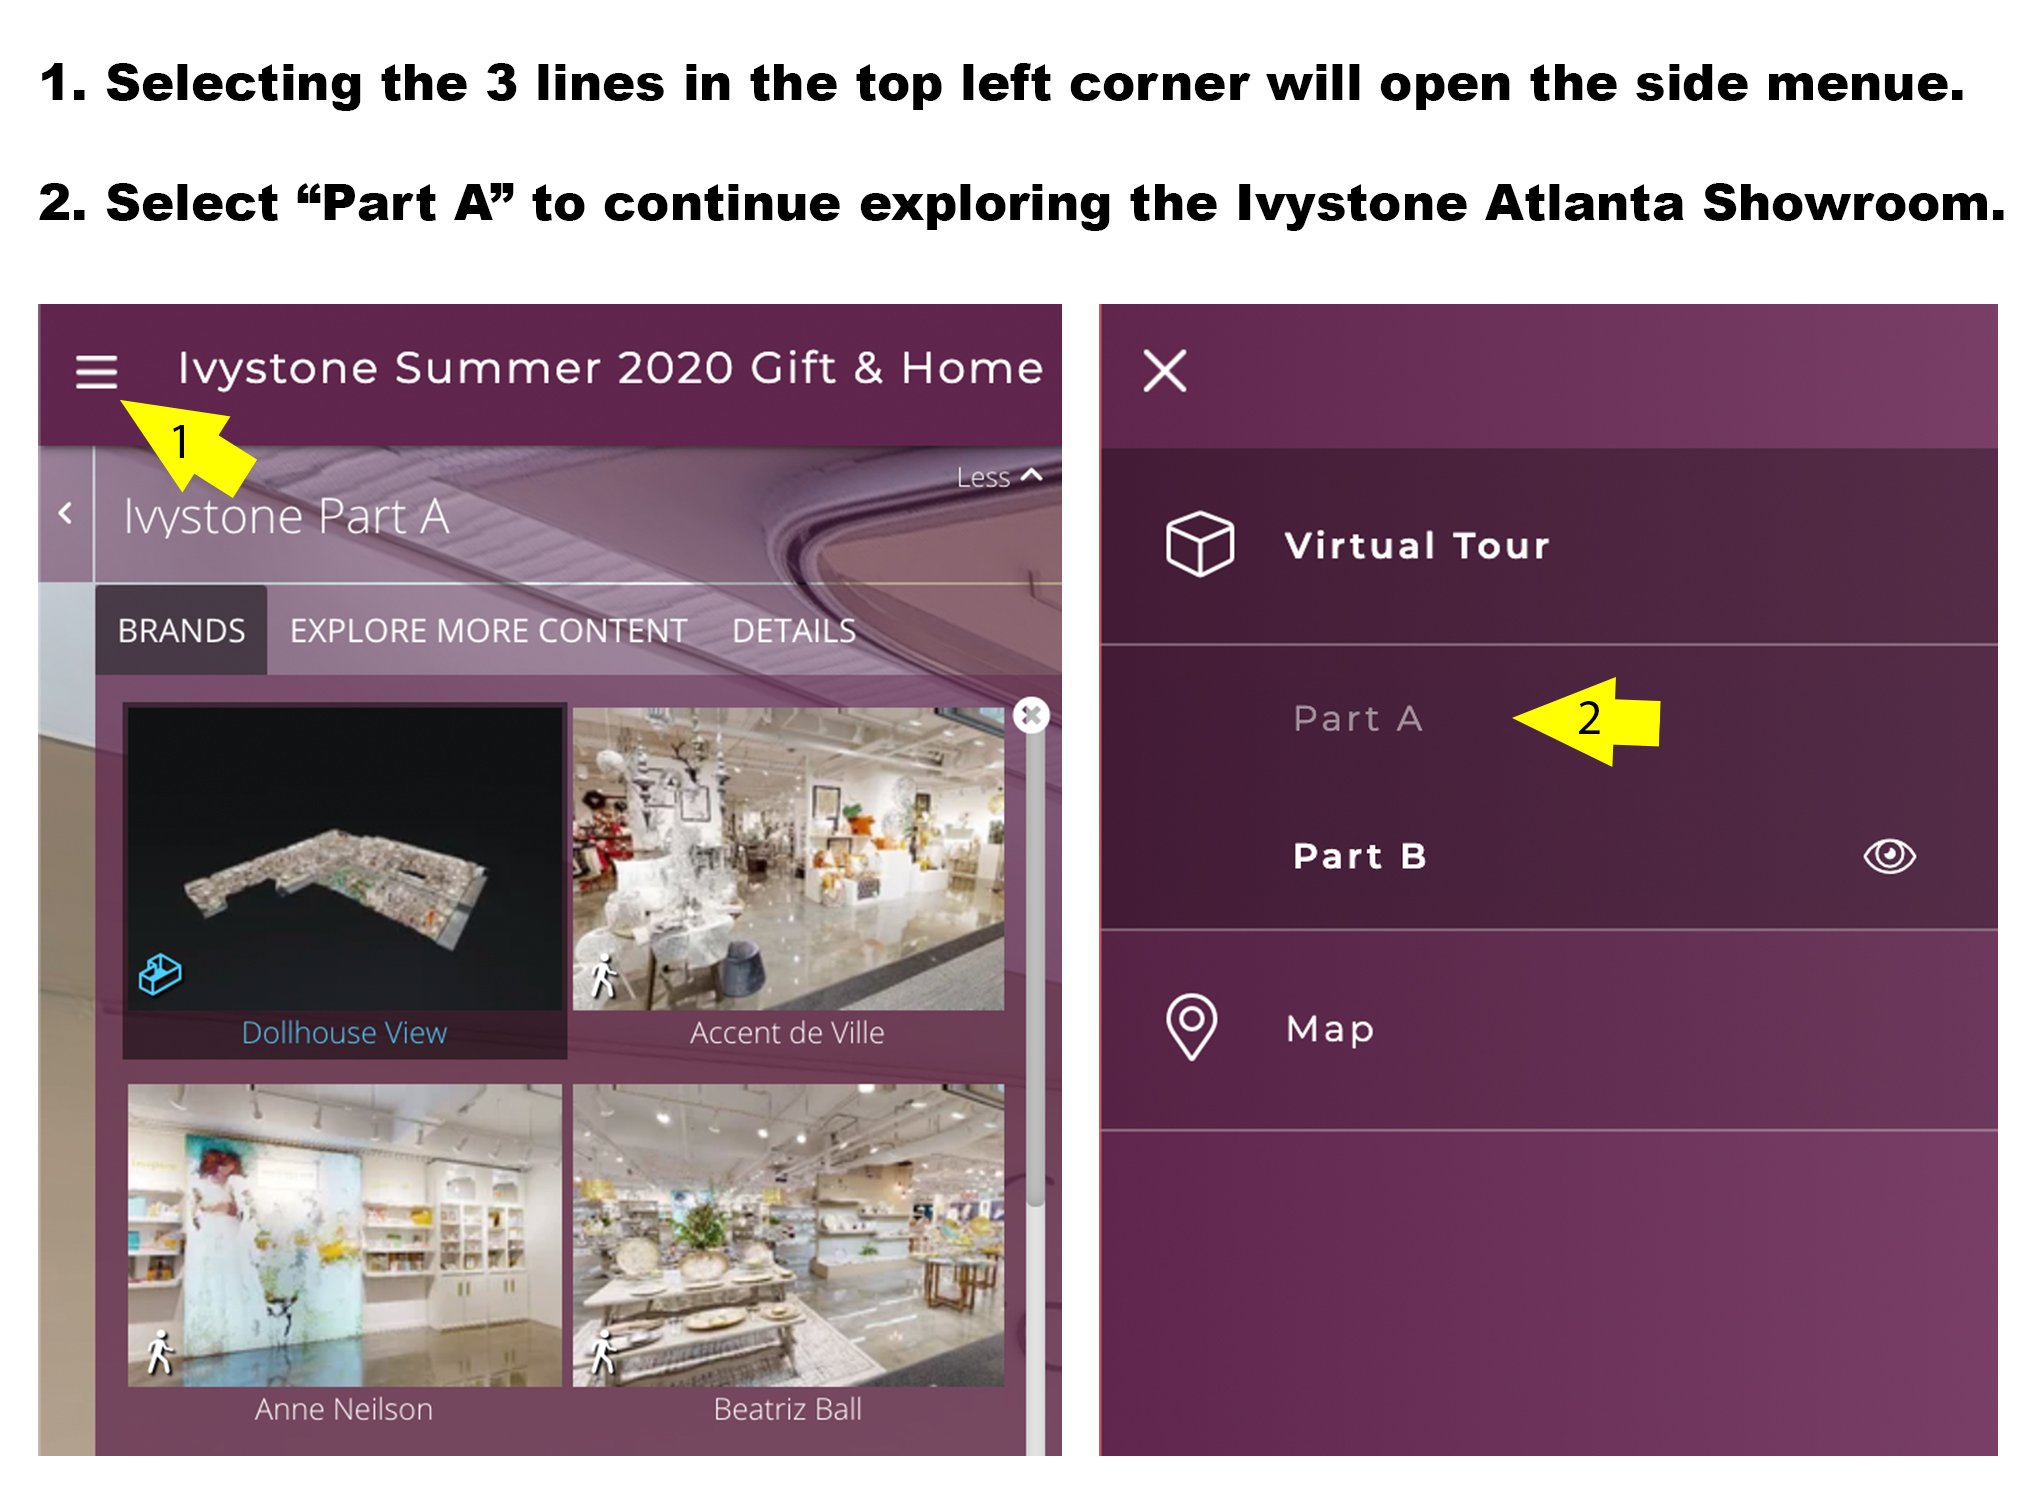 1. Selecting the 3 lines in the top left corner will open the side menue.
2. Select “Part A” to continue exploring the Ivystone Atlanta Showroom.
Ivystone Summer 2020 Gift & Home
1
Less
Ivystone Part A
BRANDS EXPLORE MORE CONTENT DETAILS
Dollhouse View
Accent de Ville
Anne Neilson
Beatriz Ball
Virtual Tour
Part A
2
Part B
Map